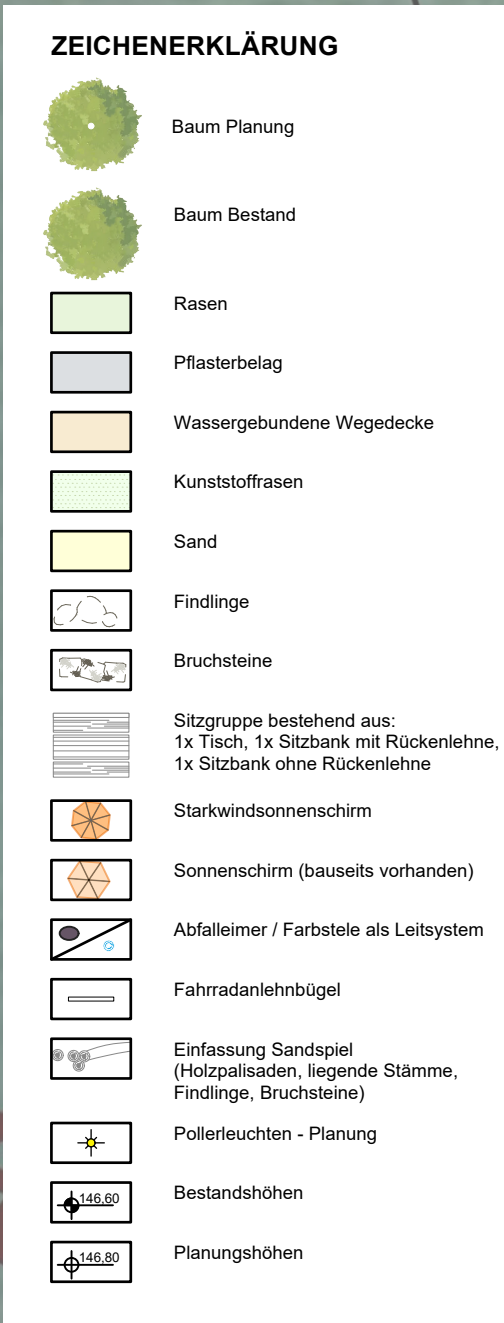 ZEICHENERKLÄRUNG
Baum Planung
Baum Bestand
Rasen
Pflasterbelag
Wassergebundene Wegedecke
Kunststoffrasen
Sand
Findlinge
Bruchsteine
Sitzgruppe bestehend aus:
1x Tisch, 1x Sitzbank mit Rückenlehne,
1x Sitzbank ohne Rückenlehne
Starkwindsonnenschirm
Sonnenschirm (bauseits vorhanden)
Abfalleimer / Farbstele als Leitsystem
Fahrradanlehnbügel
Einfassung Sandspiel
(Holzpalisaden, liegende Stämme,
Findlinge, Bruchsteine)
Pollerleuchten - Planung
146,60 Bestandshöhen
146,80 Planungshöhen